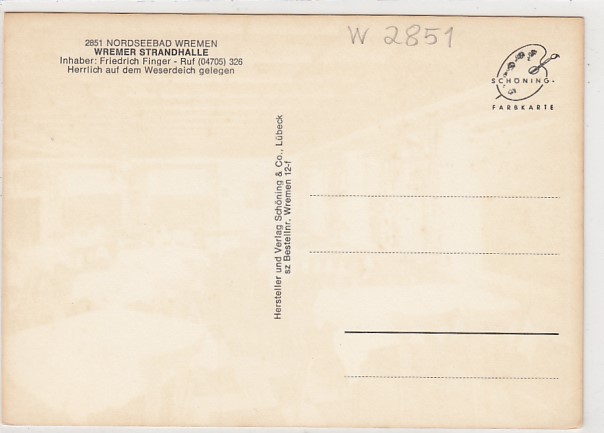 2851 NORDSEEBAD WREMEN
WREMER STRANDHALLE
Inhaber: Friedrich Finger - Ruf (04705) 326
Herrlich auf dem Weserdeich gelegen
W 2851
SCHÖNING-
FARBKARTE
Hersteller und Verlag Schöning & Co., Lübeck
sz Bestellnr. Wremen 12-f